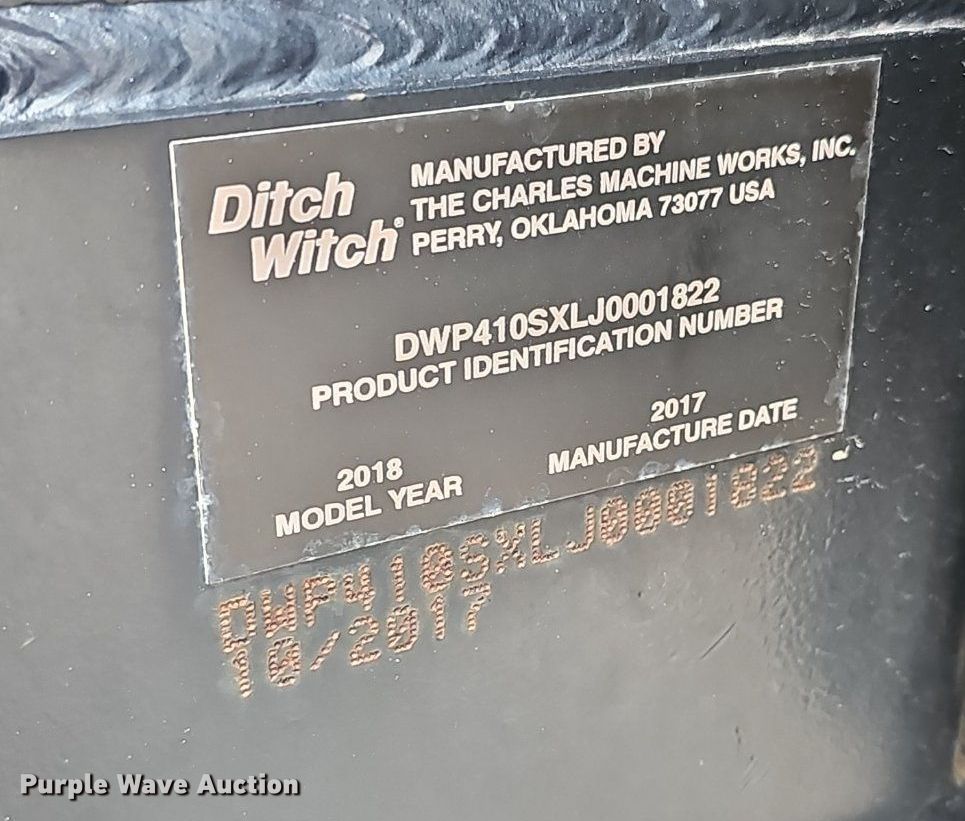 Ditch
Witch®
MANUFACTURED BY
THE CHARLES MACHINE WORKS, INC.
PERRY, OKLAHOMA 73077 USA
DWP410SXLJ0001822
PRODUCT IDENTIFICATION NUMBER
2018
MODEL YEAR
2017
MANUFACTURE DATE
DWP410SXLJ0001822
10/2017
Purple Wave Auction